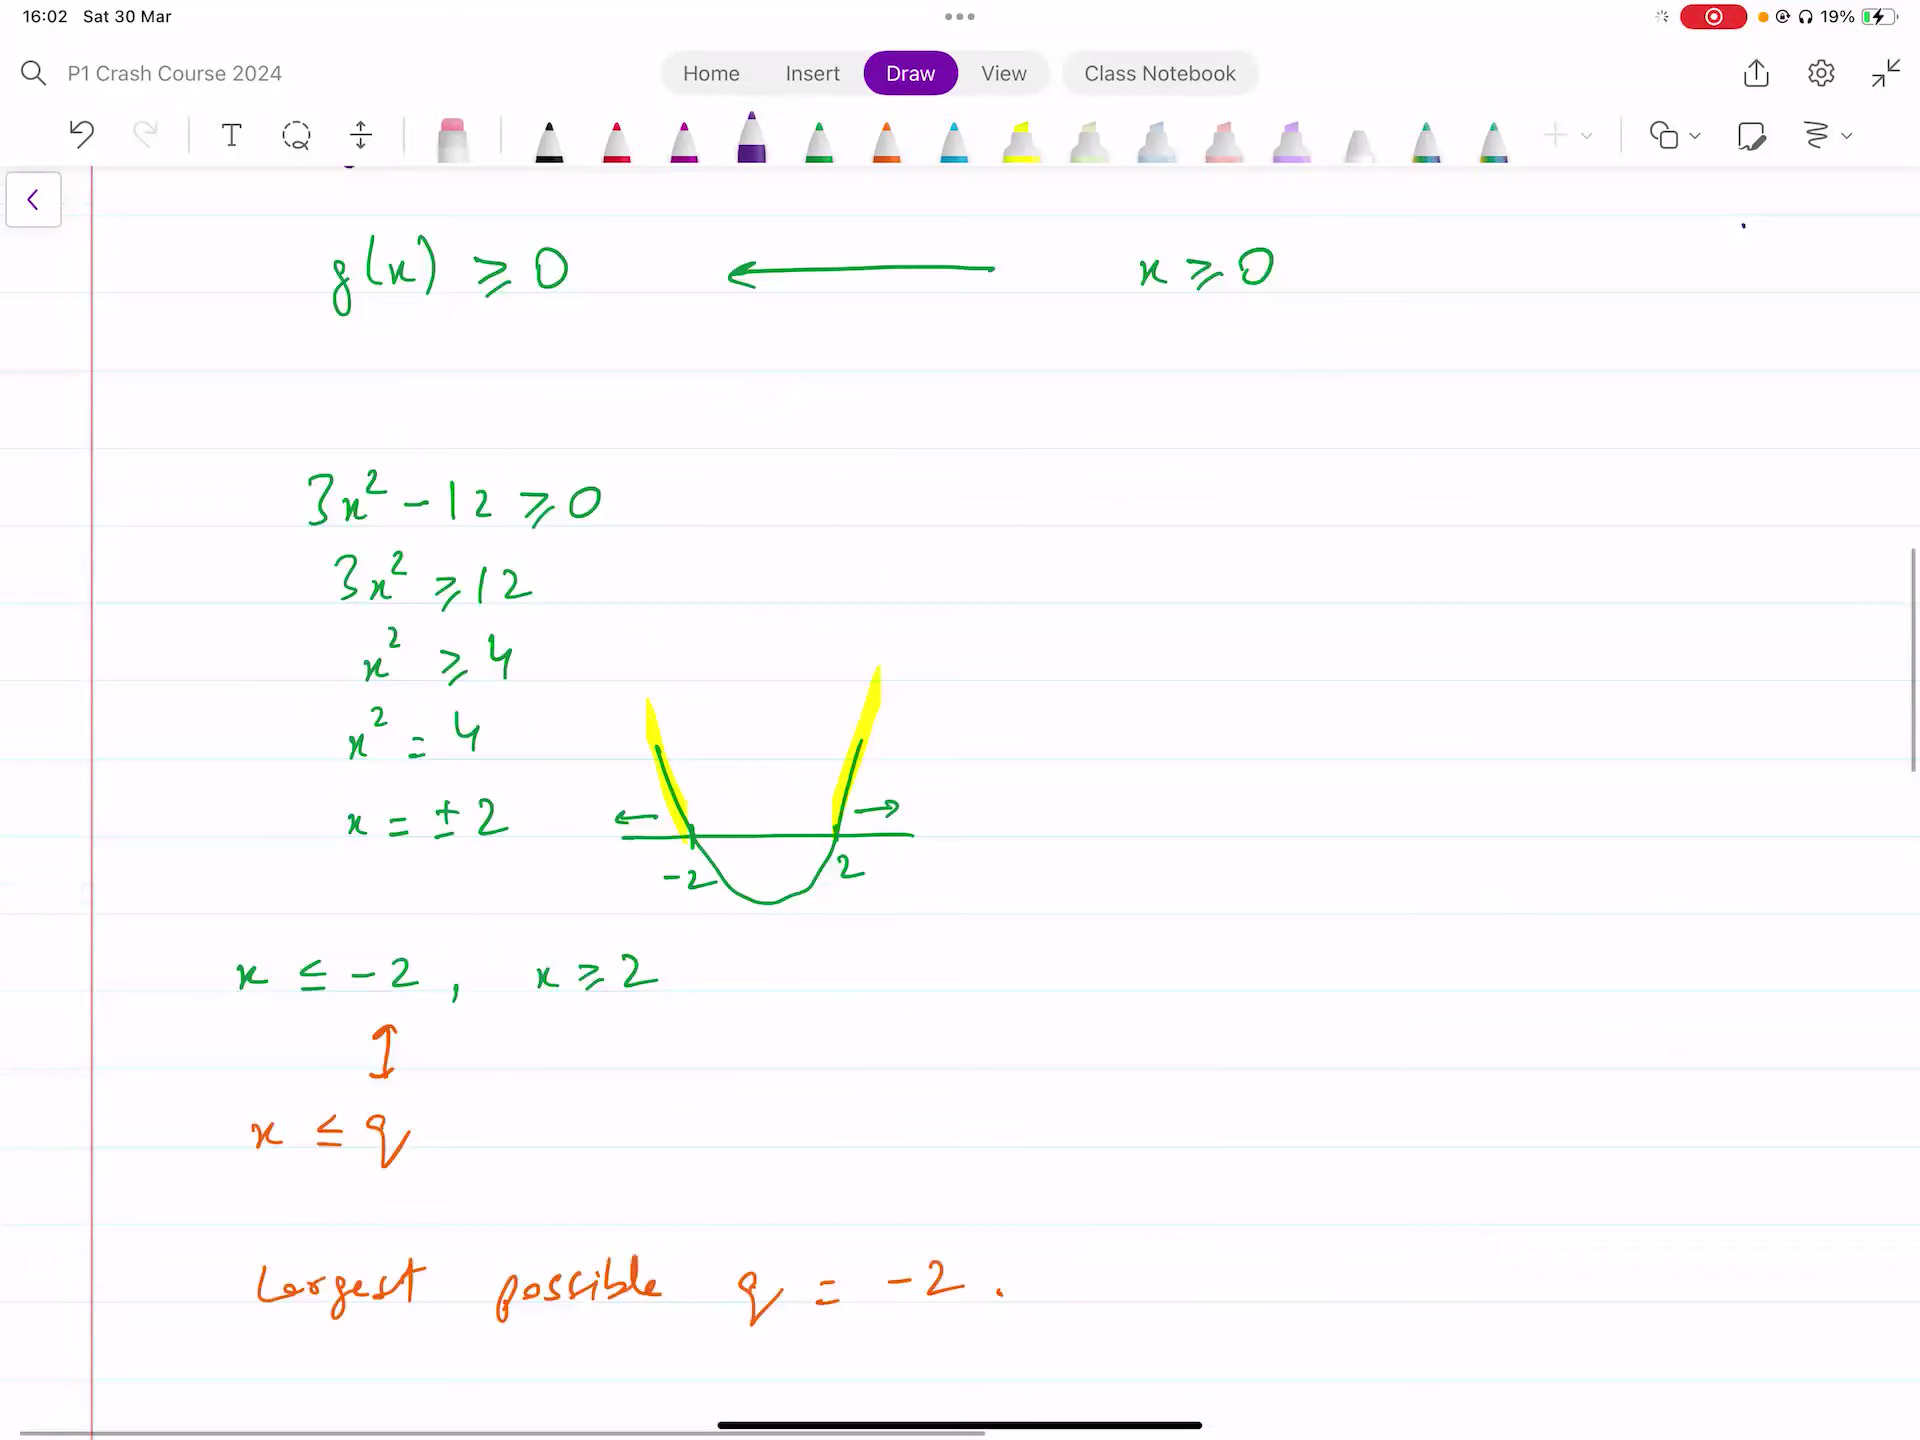 16:02 Sat 30 Mar 19%
P1 Crash Course 2024 Home Insert Draw View Class Notebook
T
g(x) ≥ 0 ← x ≥ 0
3x² - 12 ≥ 0
3x² ≥ 12
x² ≥ 4
x² = 4
x = ± 2
-2 2
x ≤ -2, x ≥ 2
x ≤ q
Largest possible q = -2.